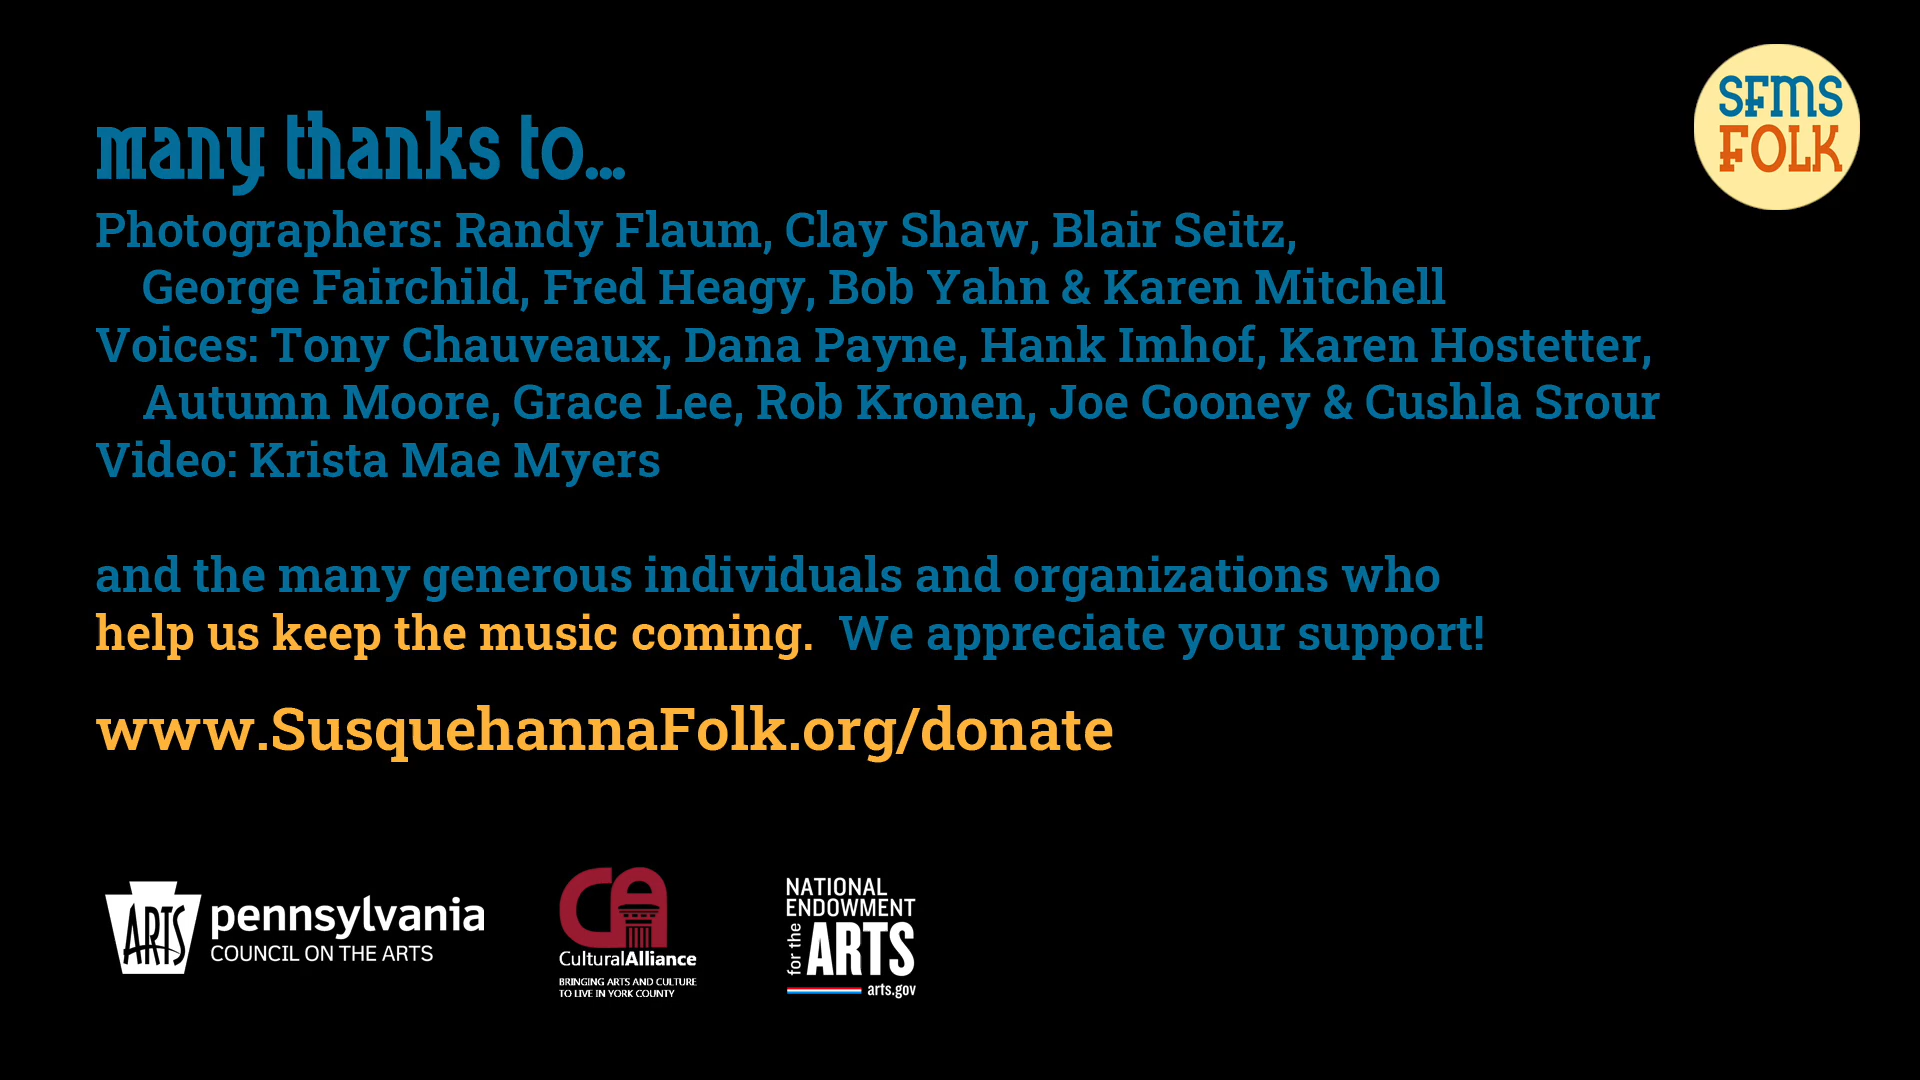 SFMS
FOLK
many thanks to...
Photographers: Randy Flaum, Clay Shaw, Blair Seitz,
George Fairchild, Fred Heagy, Bob Yahn & Karen Mitchell
Voices: Tony Chauveaux, Dana Payne, Hank Imhof, Karen Hostetter,
Autumn Moore, Grace Lee, Rob Kronen, Joe Cooney & Cushla Srour
Video: Krista Mae Myers
and the many generous individuals and organizations who
help us keep the music coming. We appreciate your support!
www.SusquehannaFolk.org/donate
ARTS pennsylvania
COUNCIL ON THE ARTS
CA
CulturalAlliance
BRINGING ARTS AND CULTURE
TO LIVE IN YORK COUNTY
NATIONAL
ENDOWMENT
for the ARTS
arts.gov